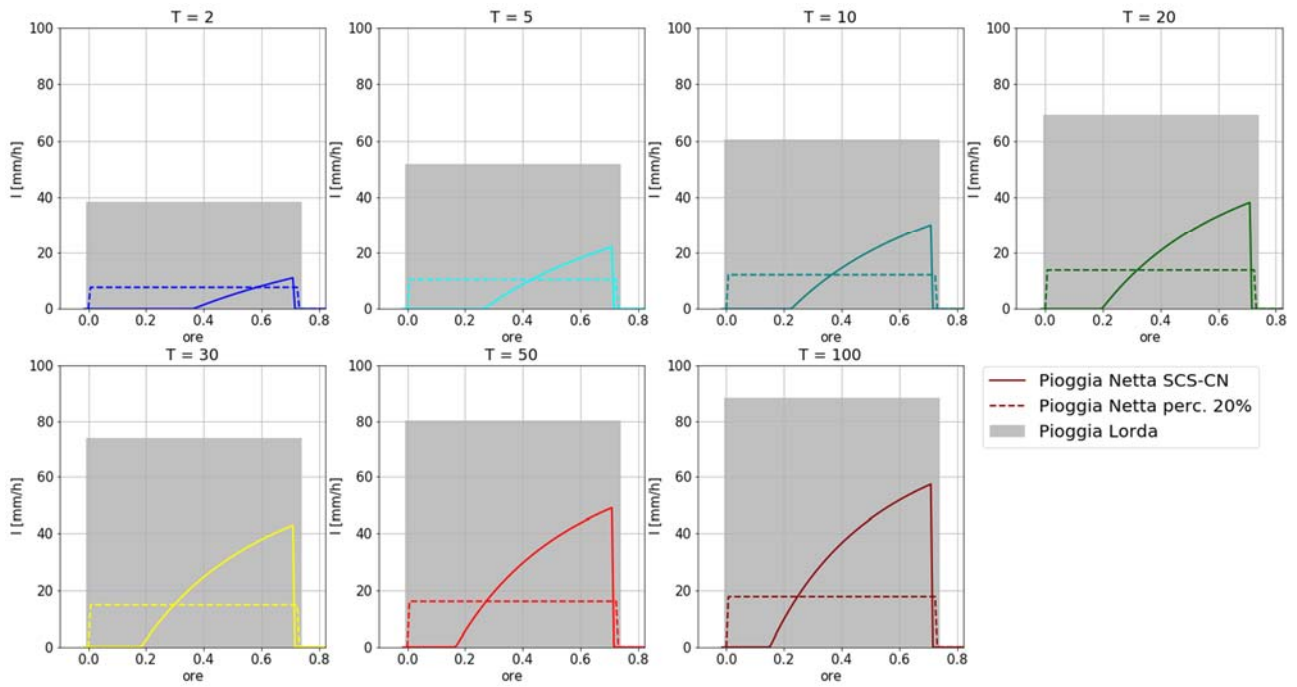 T = 2
T = 5
T = 10
T = 20
100
80
60
40
20
0
I [mm/h]
0.0 0.2 0.4 0.6 0.8
ore
100
80
60
40
20
0
I [mm/h]
0.0 0.2 0.4 0.6 0.8
ore
100
80
60
40
20
0
I [mm/h]
0.0 0.2 0.4 0.6 0.8
ore
100
80
60
40
20
0
I [mm/h]
0.0 0.2 0.4 0.6 0.8
ore
T = 30
T = 50
T = 100
100
80
60
40
20
0
I [mm/h]
0.0 0.2 0.4 0.6 0.8
ore
100
80
60
40
20
0
I [mm/h]
0.0 0.2 0.4 0.6 0.8
ore
100
80
60
40
20
0
I [mm/h]
0.0 0.2 0.4 0.6 0.8
ore
Pioggia Netta SCS-CN
Pioggia Netta perc. 20%
Pioggia Lorda